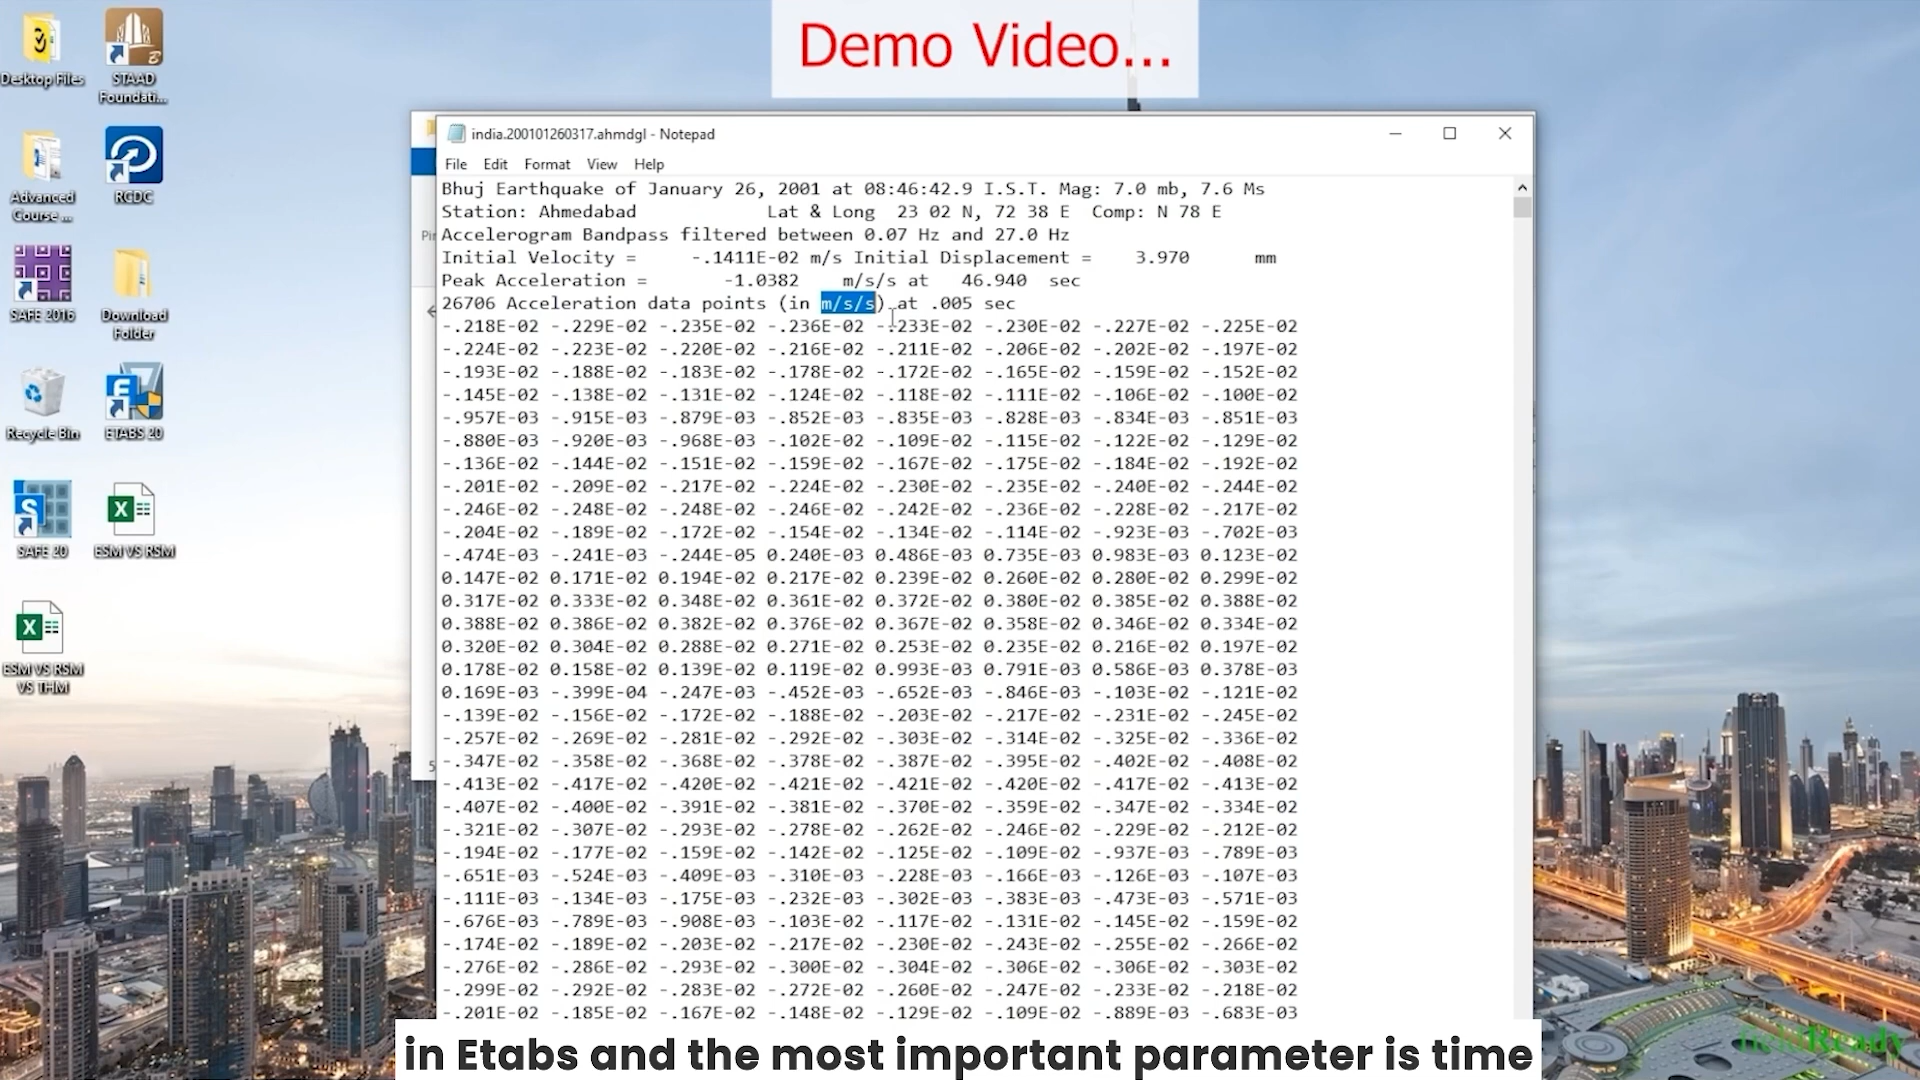 Demo Video...
Desktop Files
STAAD
Foundati...
Advanced
Course ...
RCDC
SAFE 2016
Download
Folder
Recycle Bin
ETABS 20
SAFE 20
ESM VS RSM
ESM VS RSM
VS THM
india.200101260317.ahmdgl - Notepad
File Edit Format View Help
Bhuj Earthquake of January 26, 2001 at 08:46:42.9 I.S.T. Mag: 7.0 mb, 7.6 Ms
Station: Ahmedabad Lat & Long 23 02 N, 72 38 E Comp: N 78 E
Accelerogram Bandpass filtered between 0.07 Hz and 27.0 Hz
Initial Velocity = -.1411E-02 m/s Initial Displacement = 3.970 mm
Peak Acceleration = -1.0382 m/s/s at 46.940 sec
26706 Acceleration data points (in m/s/s) at .005 sec
-.218E-02 -.229E-02 -.235E-02 -.236E-02 -.233E-02 -.230E-02 -.227E-02 -.225E-02
-.224E-02 -.223E-02 -.220E-02 -.216E-02 -.211E-02 -.206E-02 -.202E-02 -.197E-02
-.193E-02 -.188E-02 -.183E-02 -.178E-02 -.172E-02 -.165E-02 -.159E-02 -.152E-02
-.145E-02 -.138E-02 -.131E-02 -.124E-02 -.118E-02 -.111E-02 -.106E-02 -.100E-02
-.957E-03 -.915E-03 -.879E-03 -.852E-03 -.835E-03 -.828E-03 -.834E-03 -.851E-03
-.880E-03 -.920E-03 -.968E-03 -.102E-02 -.109E-02 -.115E-02 -.122E-02 -.129E-02
-.136E-02 -.144E-02 -.151E-02 -.159E-02 -.167E-02 -.175E-02 -.184E-02 -.192E-02
-.201E-02 -.209E-02 -.217E-02 -.224E-02 -.230E-02 -.235E-02 -.240E-02 -.244E-02
-.246E-02 -.248E-02 -.248E-02 -.246E-02 -.242E-02 -.236E-02 -.228E-02 -.217E-02
-.204E-02 -.189E-02 -.172E-02 -.154E-02 -.134E-02 -.114E-02 -.923E-03 -.702E-03
-.474E-03 -.241E-03 -.244E-05 0.240E-03 0.486E-03 0.735E-03 0.983E-03 0.123E-02
0.147E-02 0.171E-02 0.194E-02 0.217E-02 0.239E-02 0.260E-02 0.280E-02 0.299E-02
0.317E-02 0.333E-02 0.348E-02 0.361E-02 0.372E-02 0.380E-02 0.385E-02 0.388E-02
0.388E-02 0.386E-02 0.382E-02 0.376E-02 0.367E-02 0.358E-02 0.346E-02 0.334E-02
0.320E-02 0.304E-02 0.288E-02 0.271E-02 0.253E-02 0.235E-02 0.216E-02 0.197E-02
0.178E-02 0.158E-02 0.139E-02 0.119E-02 0.993E-03 0.791E-03 0.586E-03 0.378E-03
0.169E-03 -.399E-04 -.247E-03 -.452E-03 -.652E-03 -.846E-03 -.103E-02 -.121E-02
-.139E-02 -.156E-02 -.172E-02 -.188E-02 -.203E-02 -.217E-02 -.231E-02 -.245E-02
-.257E-02 -.269E-02 -.281E-02 -.292E-02 -.303E-02 -.314E-02 -.325E-02 -.336E-02
-.347E-02 -.358E-02 -.368E-02 -.378E-02 -.387E-02 -.395E-02 -.402E-02 -.408E-02
-.413E-02 -.417E-02 -.420E-02 -.421E-02 -.421E-02 -.420E-02 -.417E-02 -.413E-02
-.407E-02 -.400E-02 -.391E-02 -.381E-02 -.370E-02 -.359E-02 -.347E-02 -.334E-02
-.321E-02 -.307E-02 -.293E-02 -.278E-02 -.262E-02 -.246E-02 -.229E-02 -.212E-02
-.194E-02 -.177E-02 -.159E-02 -.142E-02 -.125E-02 -.109E-02 -.937E-03 -.789E-03
-.651E-03 -.524E-03 -.409E-03 -.310E-03 -.228E-03 -.166E-03 -.126E-03 -.107E-03
-.111E-03 -.134E-03 -.175E-03 -.232E-03 -.302E-03 -.383E-03 -.473E-03 -.571E-03
-.676E-03 -.789E-03 -.908E-03 -.103E-02 -.117E-02 -.131E-02 -.145E-02 -.159E-02
-.174E-02 -.189E-02 -.203E-02 -.217E-02 -.230E-02 -.243E-02 -.255E-02 -.266E-02
-.276E-02 -.286E-02 -.293E-02 -.300E-02 -.304E-02 -.306E-02 -.306E-02 -.303E-02
-.299E-02 -.292E-02 -.283E-02 -.272E-02 -.260E-02 -.247E-02 -.233E-02 -.218E-02
-.201E-02 -.185E-02 -.167E-02 -.148E-02 -.129E-02 -.109E-02 -.889E-03 -.683E-03
in Etabs and the most important parameter is time